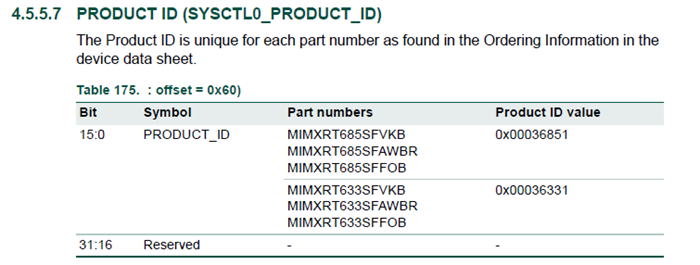 4.5.5.7 PRODUCT ID (SYSCTL0_PRODUCT_ID)
The Product ID is unique for each part number as found in the Ordering Information in the
device data sheet.
Table 175. : offset = 0x60)
Bit Symbol Part numbers Product ID value
15:0 PRODUCT_ID MIMXRT685SFVKB 0x00036851
MIMXRT685SFAWBR
MIMXRT685SFFOB
MIMXRT633SFVKB 0x00036331
MIMXRT633SFAWBR
MIMXRT633SFFOB
31:16 Reserved - -